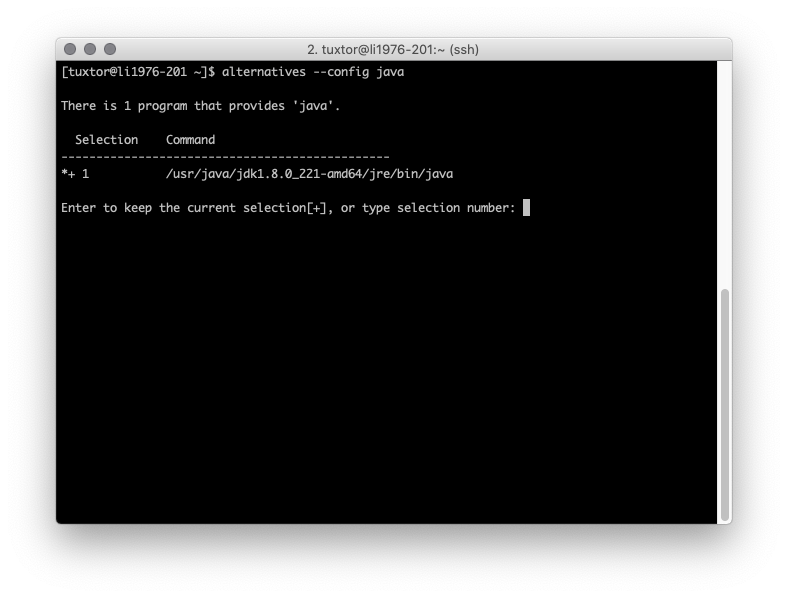 2. tuxtor@li1976-201:~ (ssh)
[tuxtor@li1976-201 ~]$ alternatives --config java
There is 1 program that provides 'java'.
  Selection    Command
-----------------------------------------------
*+ 1           /usr/java/jdk1.8.0_221-amd64/jre/bin/java
Enter to keep the current selection[+], or type selection number: